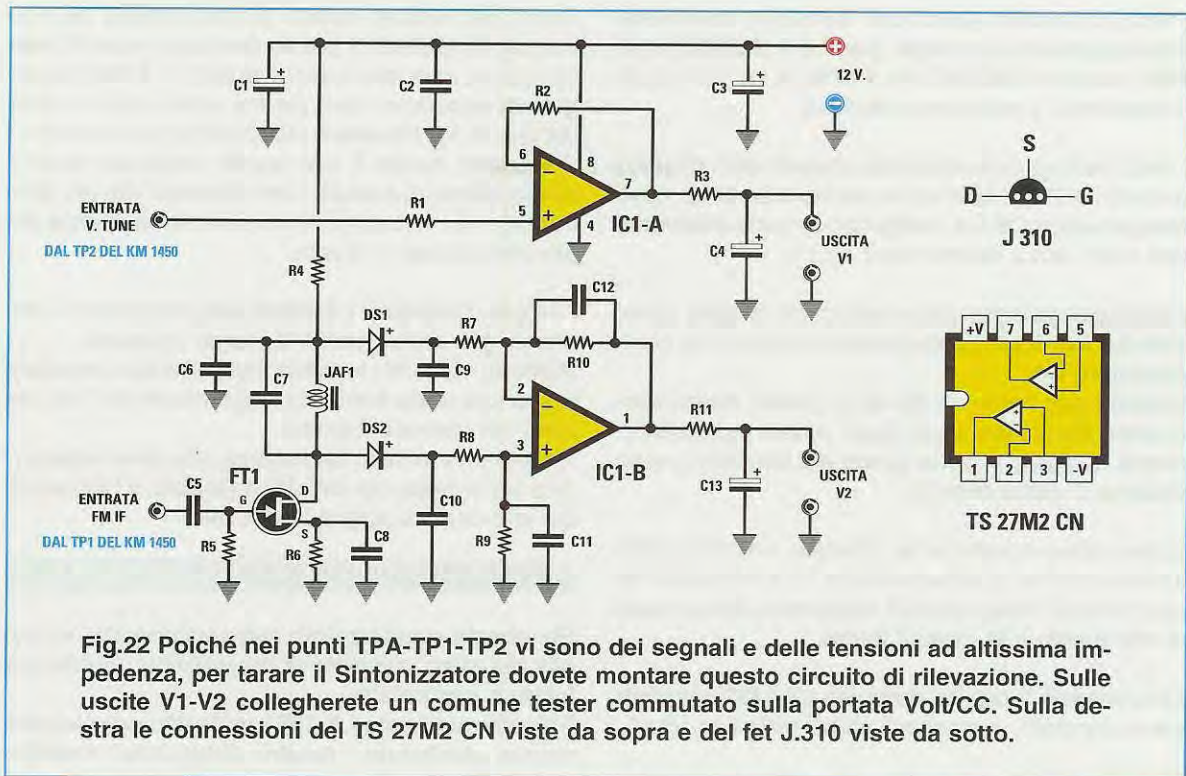 C1
+
C2
C3
+
12 V.
R2
6
8
7
5
4
IC1-A
R1
R3
C4
+
ENTRATA
V. TUNE
DAL TP2 DEL KM 1450
USCITA
V1
S
D
G
J 310
R4
C12
DS1
+
R7
R10
C6
C7
JAF1
C9
2
3
1
IC1-B
R11
C13
+
USCITA
V2
DS2
+
R8
C10
R9
C11
FT1
G
D
S
C5
R5
R6
C8
ENTRATA
FM IF
DAL TP1 DEL KM 1450
+V
7
6
5
1
2
3
-V
TS 27M2 CN
Fig.22 Poiché nei punti TPA-TP1-TP2 vi sono dei segnali e delle tensioni ad altissima im-
pedenza, per tarare il Sintonizzatore dovete montare questo circuito di rilevazione. Sulle
uscite V1-V2 collegherete un comune tester commutato sulla portata Volt/CC. Sulla de-
stra le connessioni del TS 27M2 CN viste da sopra e del fet J.310 viste da sotto.